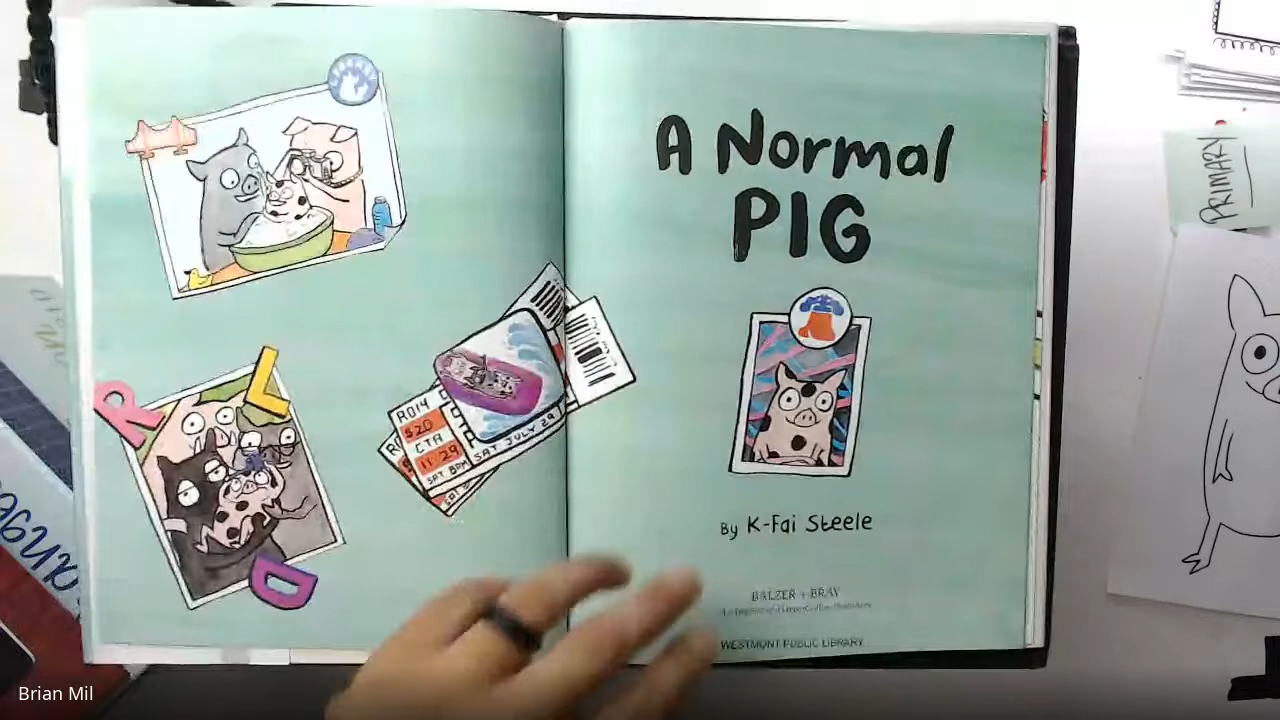 A Normal
PIG
By K-Fai Steele
BALZER + BRAY
WESTMONT PUBLIC LIBRARY
R
L
D
R014
$20
CTA
11 29
SAT 8PM
SAT JULY 29
PRIMARY
Brian Mil